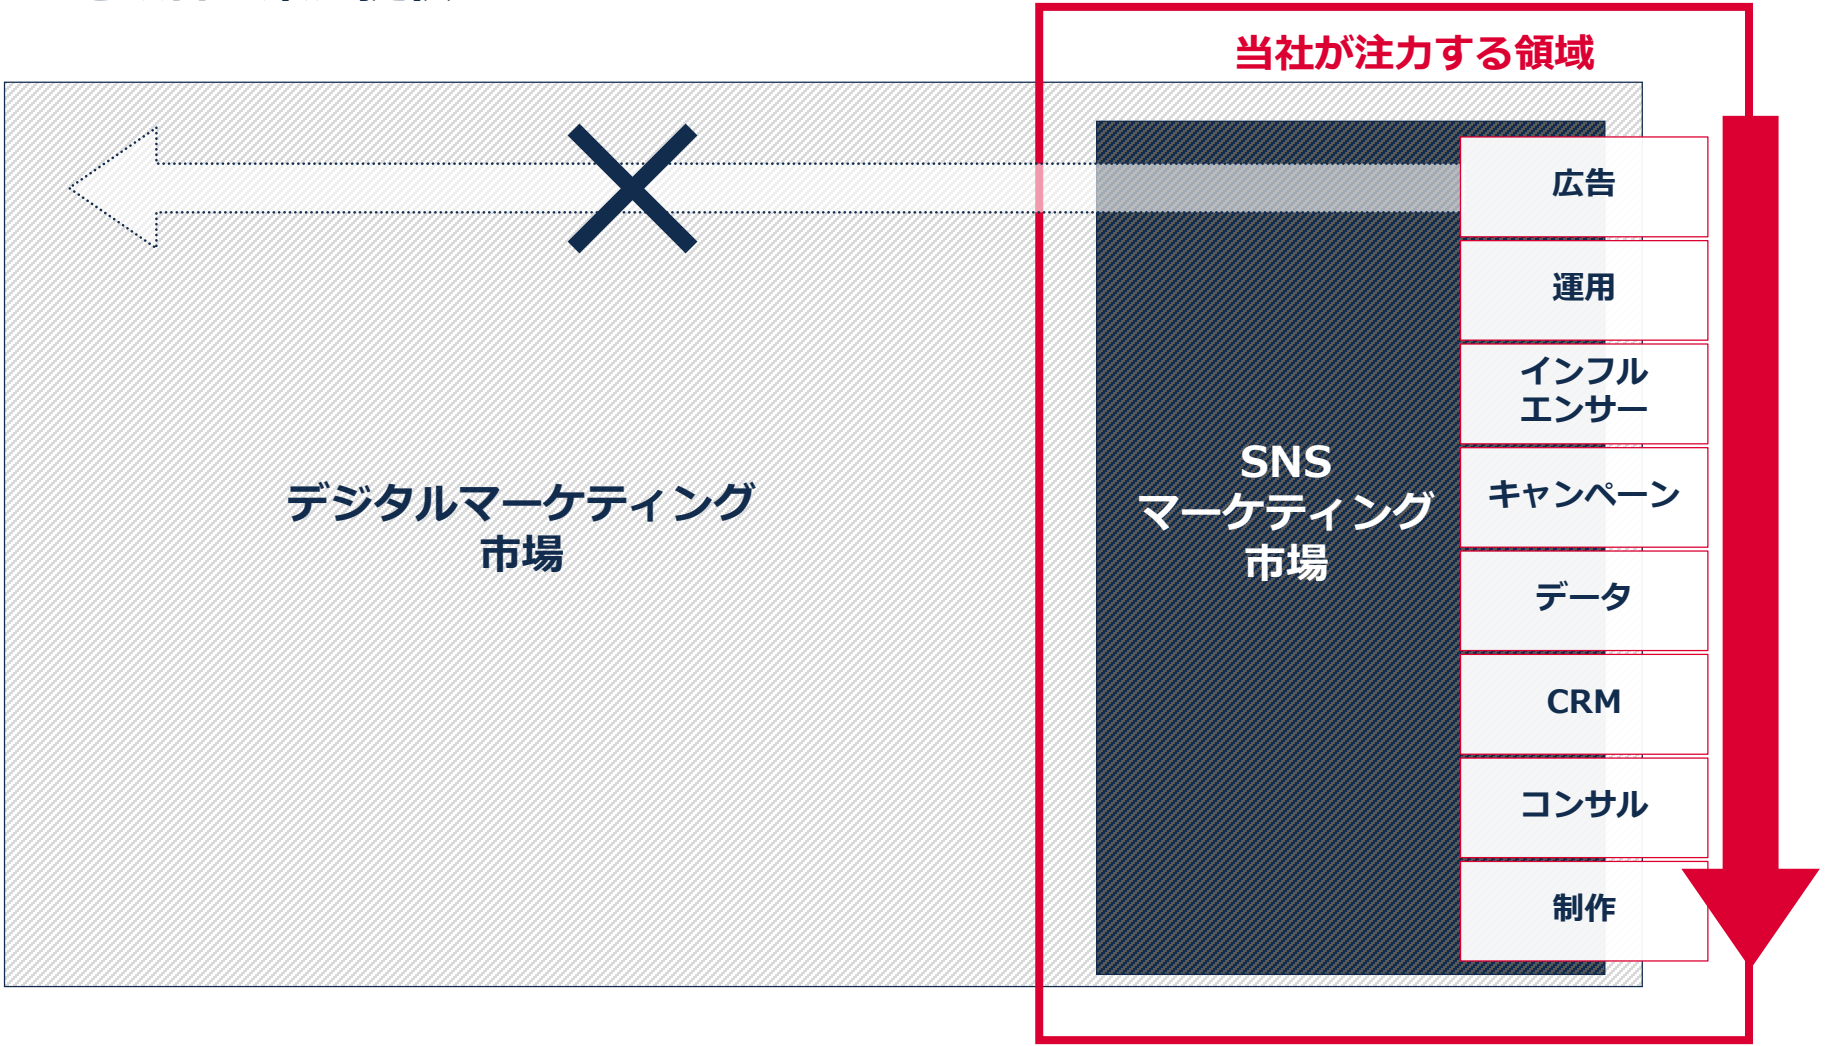 当社が注力する領域
デジタルマーケティング
市場
SNS
マーケティング
市場
広告
運用
インフル
エンサー
キャンペーン
データ
CRM
コンサル
制作